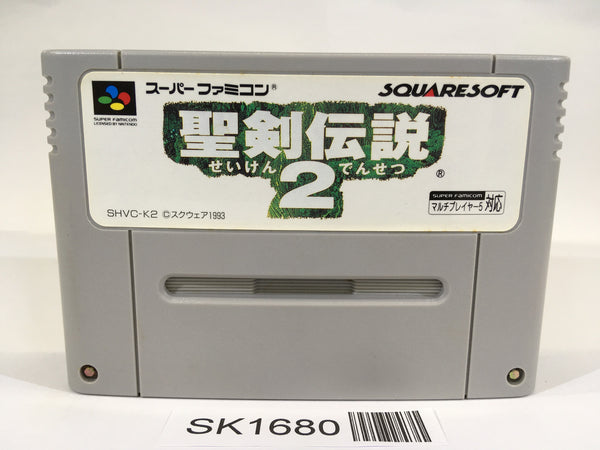 スーパーファミコン®
SQUARESOFT
SUPER FAMICOM
LICENSED BY NINTENDO
聖剣伝説
せいけん でんせつ
2
®
SHVC-K2 ©スクウェア1993
SUPER FAMICOM
マルチプレイヤー5 対応
SK1680